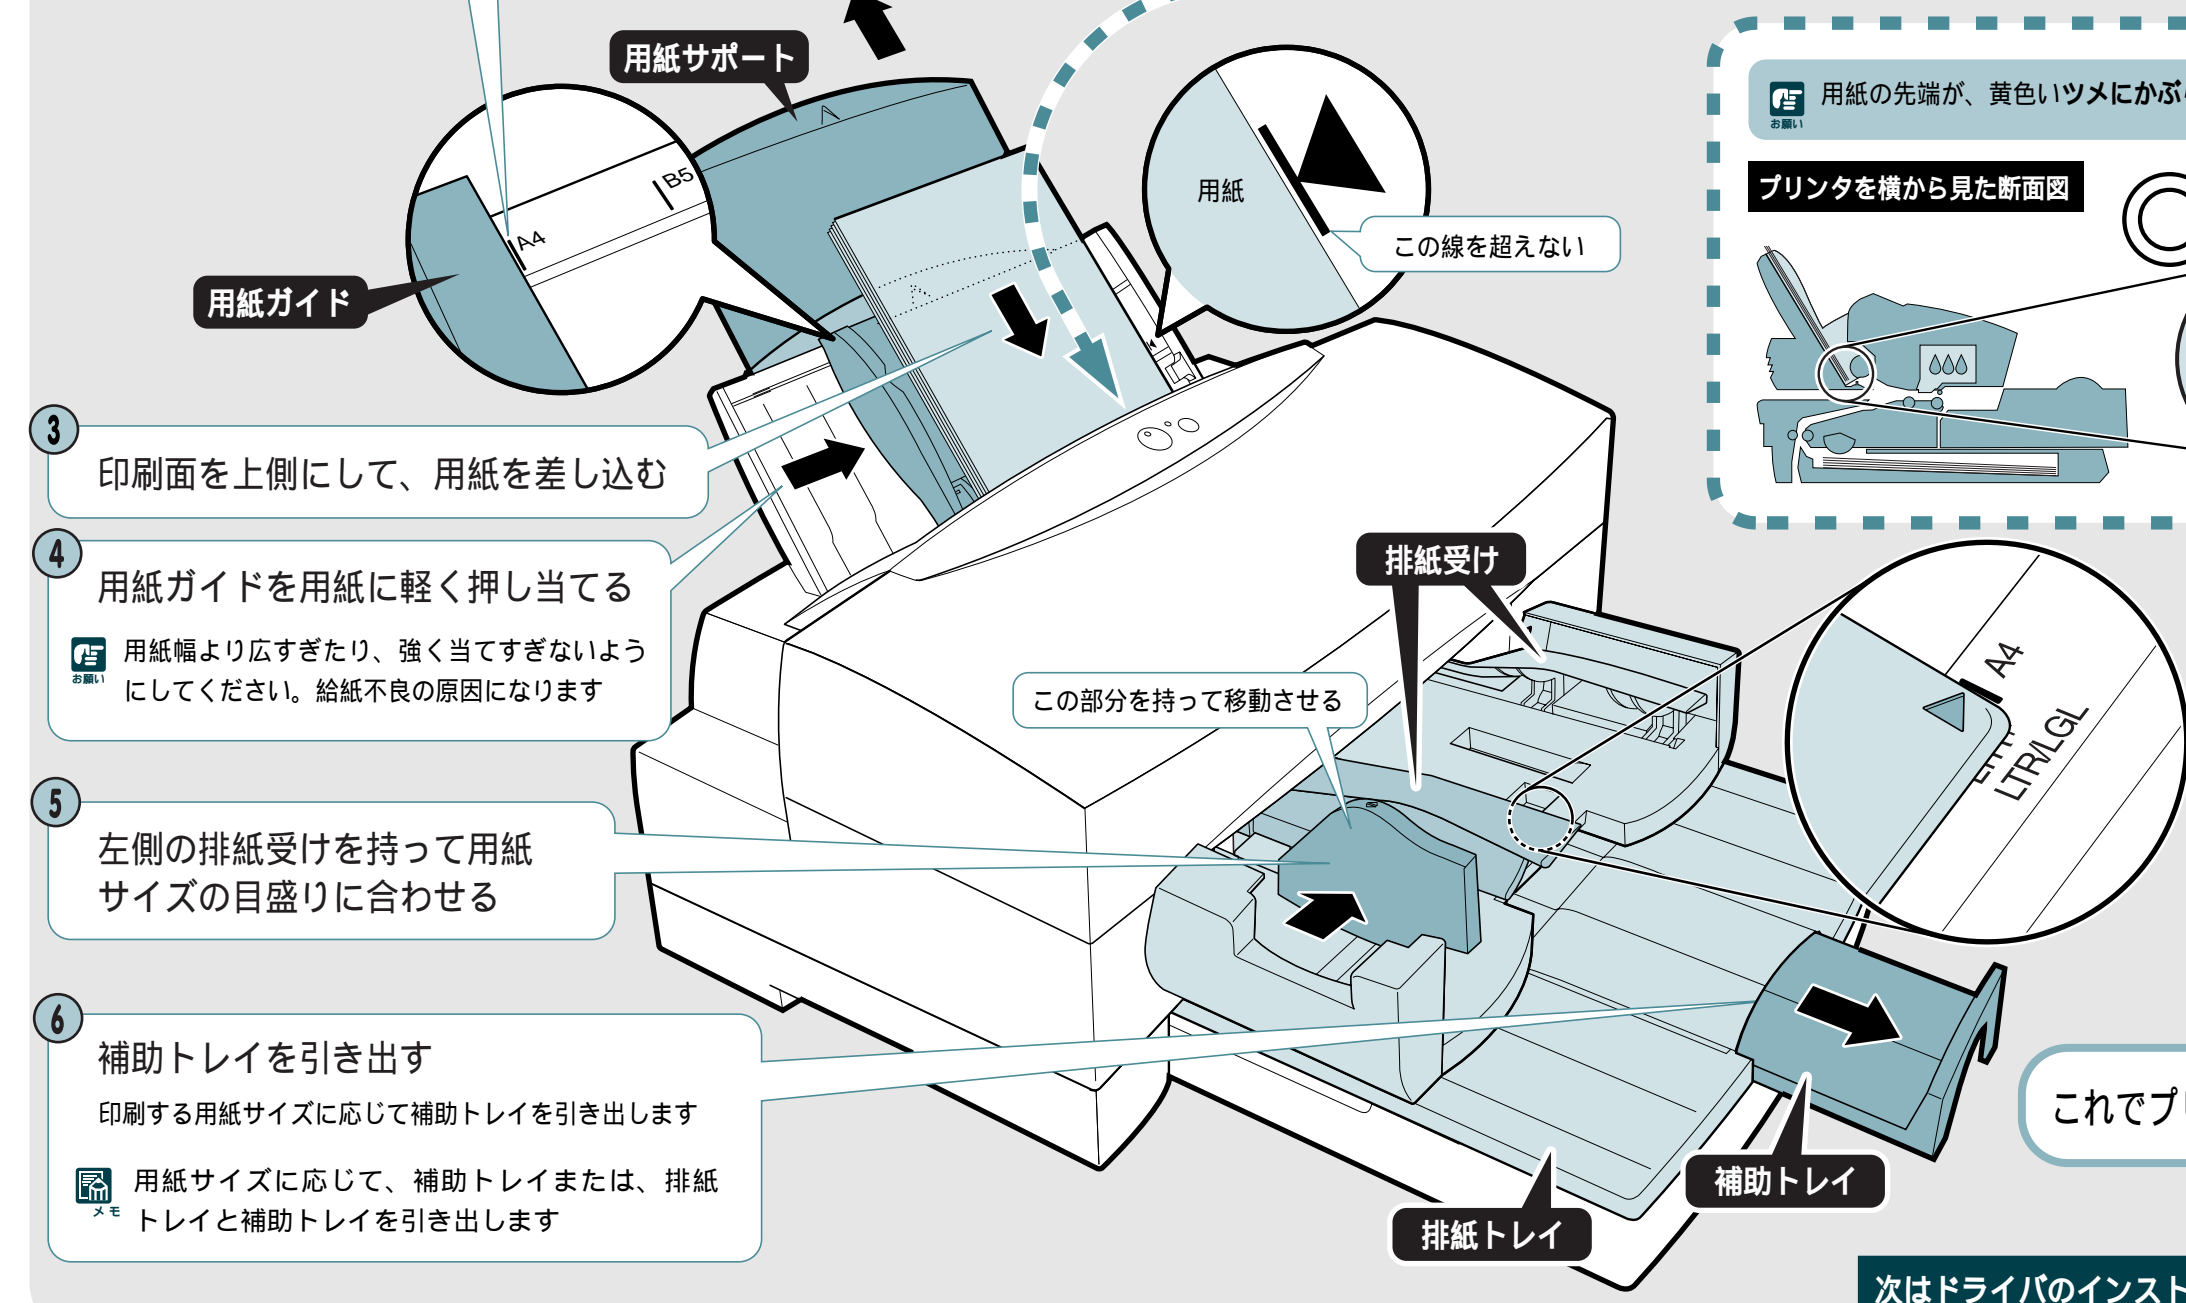 用紙サポート
B5
A4
用紙ガイド
用紙
この線を超えない
お願い
用紙の先端が、黄色いツメにかぶ
プリンタを横から見た断面図
3
印刷面を上側にして、用紙を差し込む
4
用紙ガイドを用紙に軽く押し当てる
お願い
用紙幅より広すぎたり、強く当てすぎないよう
にしてください。給紙不良の原因になります
排紙受け
この部分を持って移動させる
A4
LTR/LGL
5
左側の排紙受けを持って用紙
サイズの目盛りに合わせる
6
補助トレイを引き出す
印刷する用紙サイズに応じて補助トレイを引き出します
メモ
用紙サイズに応じて、補助トレイまたは、排紙
トレイと補助トレイを引き出します
補助トレイ
排紙トレイ
これでプ
次はドライバのインスト